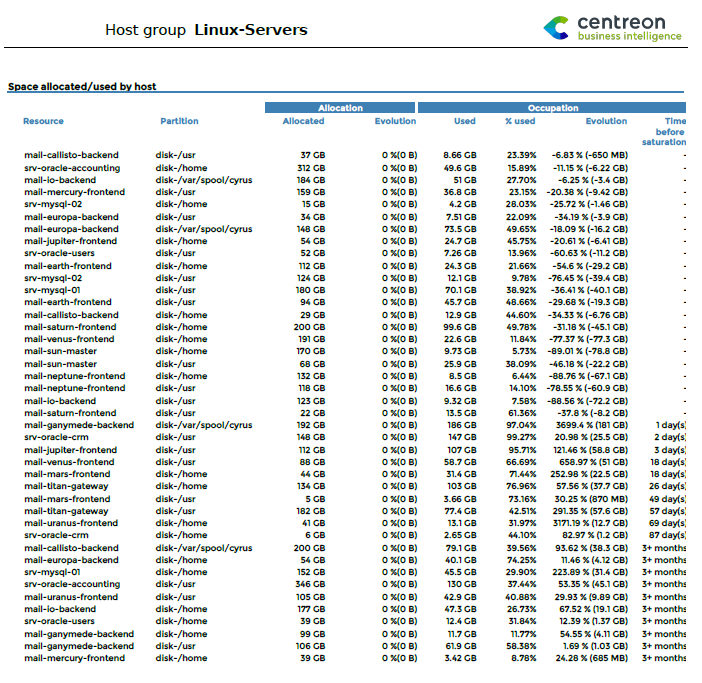 Host group Linux-Servers
centreon
business intelligence
Space allocated/used by host
Allocation Occupation
Resource Partition Allocated Evolution Used % used Evolution Time
before
saturation
mail-callisto-backend disk-/usr 37 GB 0 %(0 B) 8.66 GB 23.39% -6.83 % (-650 MB) -
srv-oracle-accounting disk-/home 312 GB 0 %(0 B) 49.6 GB 15.89% -11.15 % (-6.22 GB) -
mail-io-backend disk-/var/spool/cyrus 184 GB 0 %(0 B) 51 GB 27.70% -6.25 % (-3.4 GB) -
mail-mercury-frontend disk-/usr 159 GB 0 %(0 B) 36.8 GB 23.15% -20.38 % (-9.42 GB) -
srv-mysql-02 disk-/home 15 GB 0 %(0 B) 4.2 GB 28.03% -25.72 % (-1.46 GB) -
mail-europa-backend disk-/usr 34 GB 0 %(0 B) 7.51 GB 22.09% -34.19 % (-3.9 GB) -
mail-europa-backend disk-/var/spool/cyrus 148 GB 0 %(0 B) 73.5 GB 49.65% -18.09 % (-16.2 GB) -
mail-jupiter-frontend disk-/home 54 GB 0 %(0 B) 24.7 GB 45.75% -20.61 % (-6.41 GB) -
srv-oracle-users disk-/usr 52 GB 0 %(0 B) 7.26 GB 13.96% -60.63 % (-11.2 GB) -
mail-earth-frontend disk-/home 112 GB 0 %(0 B) 24.3 GB 21.66% -54.6 % (-29.2 GB) -
srv-mysql-02 disk-/usr 124 GB 0 %(0 B) 12.1 GB 9.78% -76.45 % (-39.4 GB) -
srv-mysql-01 disk-/usr 180 GB 0 %(0 B) 70.1 GB 38.92% -36.41 % (-40.1 GB) -
mail-earth-frontend disk-/usr 94 GB 0 %(0 B) 45.7 GB 48.66% -29.68 % (-19.3 GB) -
mail-callisto-backend disk-/home 29 GB 0 %(0 B) 12.9 GB 44.60% -34.33 % (-6.76 GB) -
mail-saturn-frontend disk-/home 200 GB 0 %(0 B) 99.6 GB 49.78% -31.18 % (-45.1 GB) -
mail-venus-frontend disk-/home 191 GB 0 %(0 B) 22.6 GB 11.84% -77.37 % (-77.3 GB) -
mail-sun-master disk-/home 170 GB 0 %(0 B) 9.73 GB 5.73% -89.01 % (-78.8 GB) -
mail-sun-master disk-/usr 68 GB 0 %(0 B) 25.9 GB 38.09% -46.18 % (-22.2 GB) -
mail-neptune-frontend disk-/home 132 GB 0 %(0 B) 8.5 GB 6.44% -88.76 % (-67.1 GB) -
mail-neptune-frontend disk-/usr 118 GB 0 %(0 B) 16.6 GB 14.10% -78.55 % (-60.9 GB) -
mail-io-backend disk-/usr 123 GB 0 %(0 B) 9.32 GB 7.58% -88.56 % (-72.2 GB) -
mail-saturn-frontend disk-/usr 22 GB 0 %(0 B) 13.5 GB 61.36% -37.8 % (-8.2 GB) -
mail-ganymede-backend disk-/var/spool/cyrus 192 GB 0 %(0 B) 186 GB 97.04% 3699.4 % (181 GB) 1 day(s)
srv-oracle-crm disk-/usr 148 GB 0 %(0 B) 147 GB 99.27% 20.98 % (25.5 GB) 2 day(s)
mail-jupiter-frontend disk-/usr 112 GB 0 %(0 B) 107 GB 95.71% 121.46 % (58.8 GB) 3 day(s)
mail-venus-frontend disk-/usr 88 GB 0 %(0 B) 58.7 GB 66.69% 658.97 % (51 GB) 18 day(s)
mail-mars-frontend disk-/home 44 GB 0 %(0 B) 31.4 GB 71.44% 252.98 % (22.5 GB) 18 day(s)
mail-titan-gateway disk-/home 134 GB 0 %(0 B) 103 GB 76.96% 57.56 % (37.7 GB) 26 day(s)
mail-mars-frontend disk-/usr 5 GB 0 %(0 B) 3.66 GB 73.16% 30.25 % (870 MB) 49 day(s)
mail-titan-gateway disk-/usr 182 GB 0 %(0 B) 77.4 GB 42.51% 291.35 % (57.6 GB) 57 day(s)
mail-uranus-frontend disk-/home 41 GB 0 %(0 B) 13.1 GB 31.97% 3171.19 % (12.7 GB) 69 day(s)
srv-oracle-crm disk-/home 6 GB 0 %(0 B) 2.65 GB 44.10% 82.97 % (1.2 GB) 87 day(s)
mail-callisto-backend disk-/var/spool/cyrus 200 GB 0 %(0 B) 79.1 GB 39.56% 93.62 % (38.3 GB) 3+ months
mail-europa-backend disk-/home 54 GB 0 %(0 B) 40.1 GB 74.25% 11.46 % (4.12 GB) 3+ months
srv-mysql-01 disk-/home 152 GB 0 %(0 B) 45.5 GB 29.90% 223.89 % (31.4 GB) 3+ months
srv-oracle-accounting disk-/usr 346 GB 0 %(0 B) 130 GB 37.44% 53.35 % (45.1 GB) 3+ months
mail-uranus-frontend disk-/usr 105 GB 0 %(0 B) 42.9 GB 40.88% 29.93 % (9.89 GB) 3+ months
mail-io-backend disk-/home 177 GB 0 %(0 B) 47.3 GB 26.73% 67.52 % (19.1 GB) 3+ months
srv-oracle-users disk-/home 39 GB 0 %(0 B) 12.4 GB 31.84% 12.39 % (1.37 GB) 3+ months
mail-ganymede-backend disk-/home 99 GB 0 %(0 B) 11.7 GB 11.77% 54.55 % (4.11 GB) 3+ months
mail-ganymede-backend disk-/usr 106 GB 0 %(0 B) 61.9 GB 58.38% 1.69 % (1.03 GB) 3+ months
mail-mercury-frontend disk-/home 39 GB 0 %(0 B) 3.42 GB 8.78% 24.28 % (685 MB) 3+ months